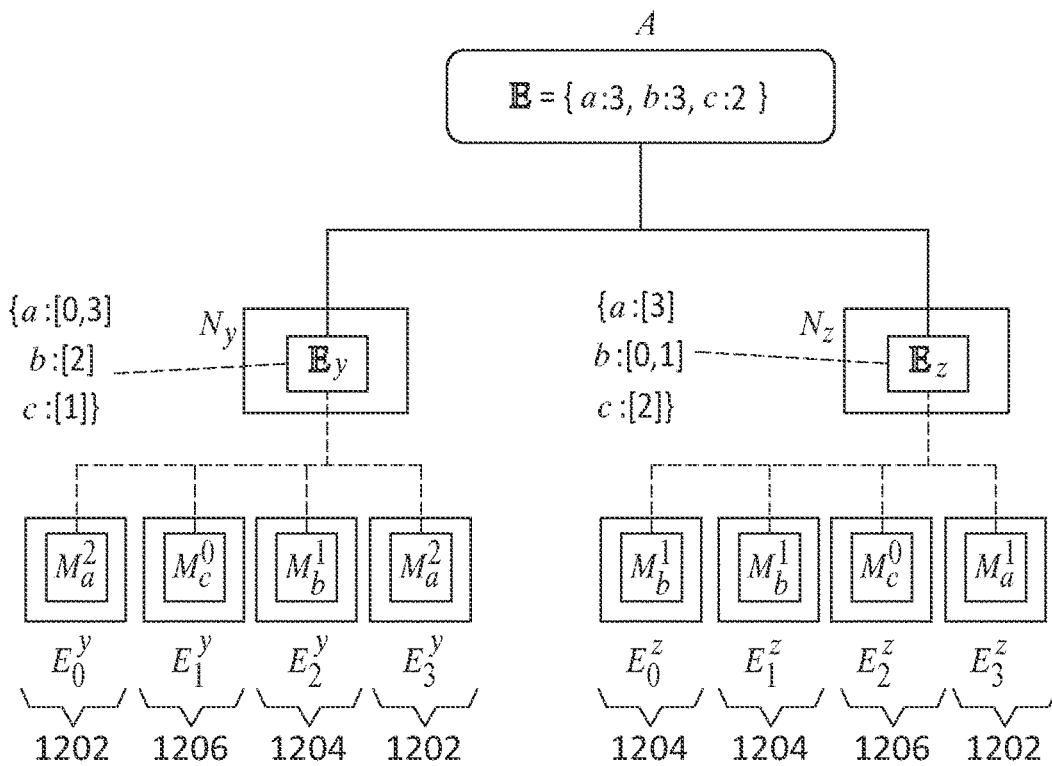 A
𝔼 = { a:3, b:3, c:2 }
{a:[0,3]
b:[2]
c:[1]}
N_y
𝔼_y
{a:[3]
b:[0,1]
c:[2]}
N_z
𝔼_z
M_a^2 M_c^0 M_b^1 M_a^2 M_b^1 M_b^1 M_c^0 M_a^1
E_0^y E_1^y E_2^y E_3^y E_0^z E_1^z E_2^z E_3^z
1202 1206 1204 1202 1204 1204 1206 1202